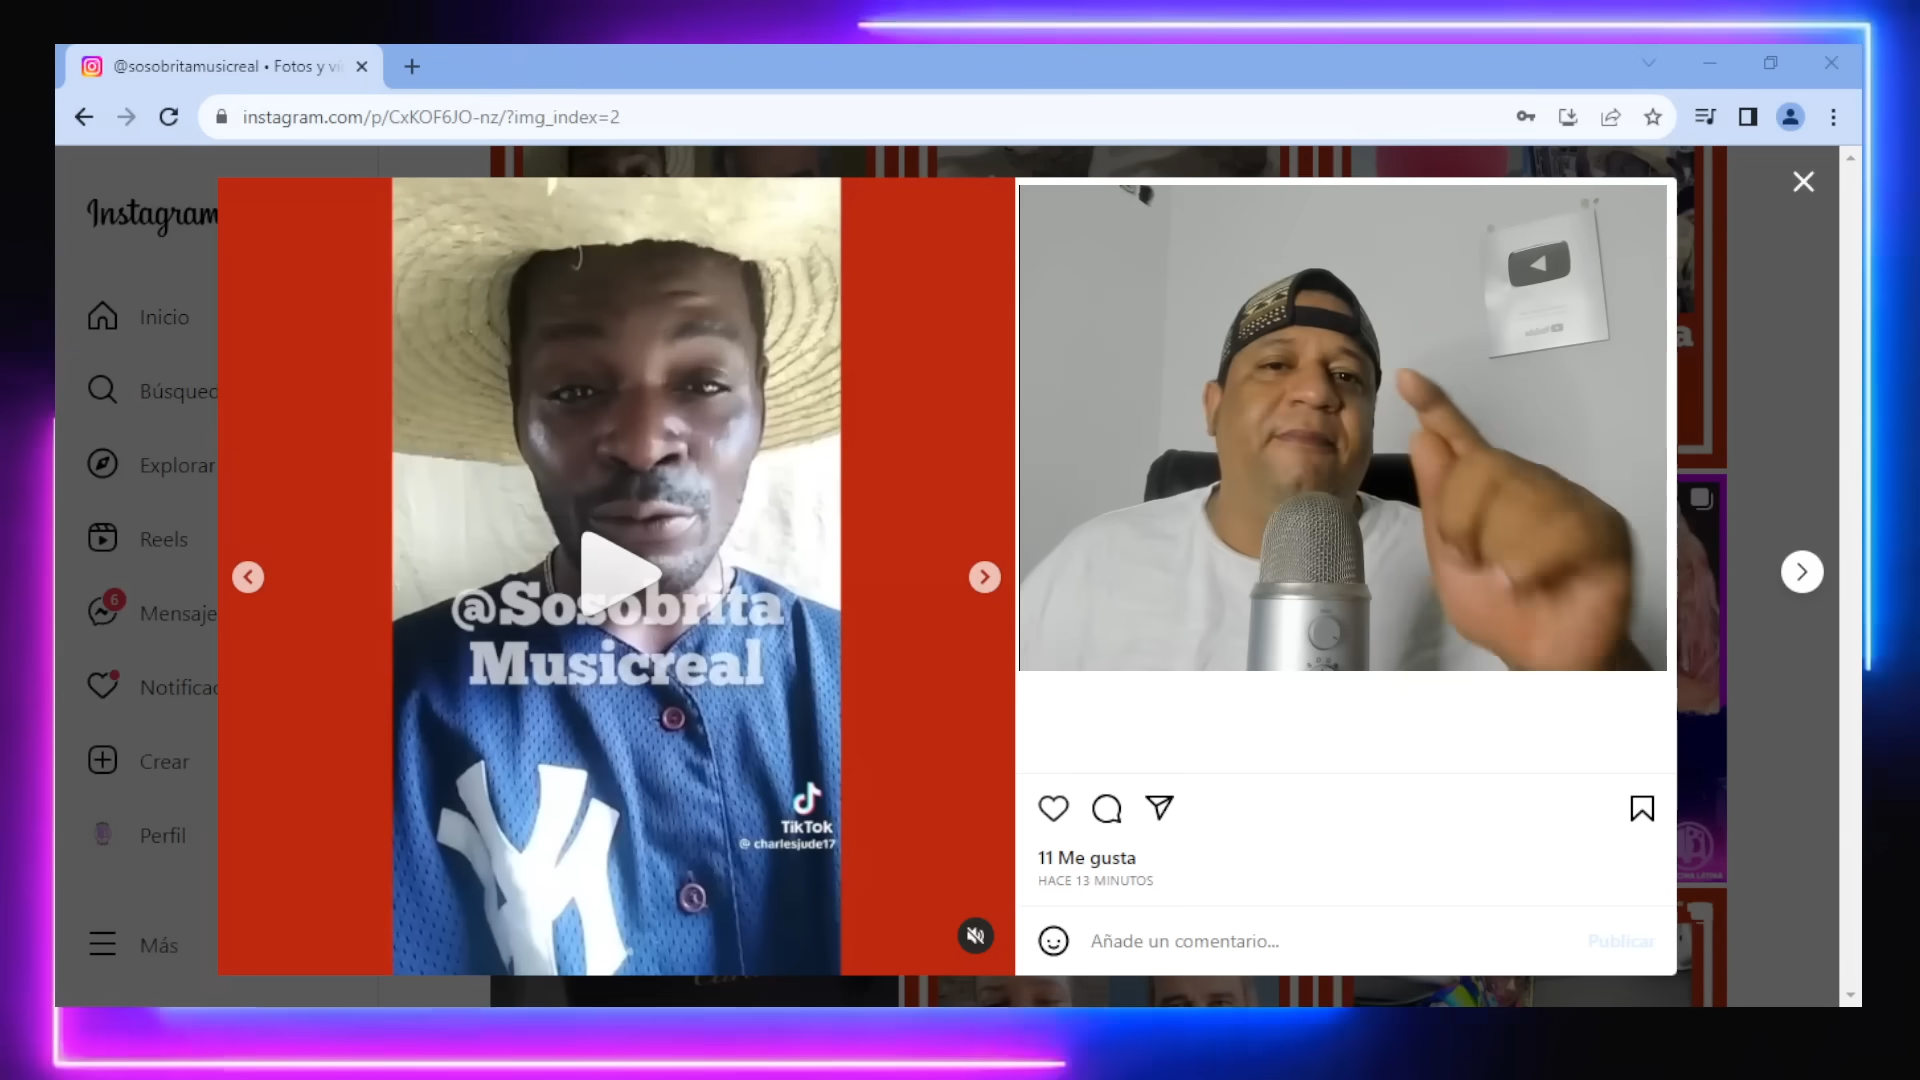 @sosobritamusicreal • Fotos y vi
instagram.com/p/CxKOF6JO-nz/?img_index=2
Instagram
Inicio
Búsqued
Explorar
Reels
6
Mensaje
Notificac
Crear
Perfil
Más
@Sosobrita
Musicreal
TikTok
@ charlesjude17
11 Me gusta
HACE 13 MINUTOS
Añade un comentario...
Publicar